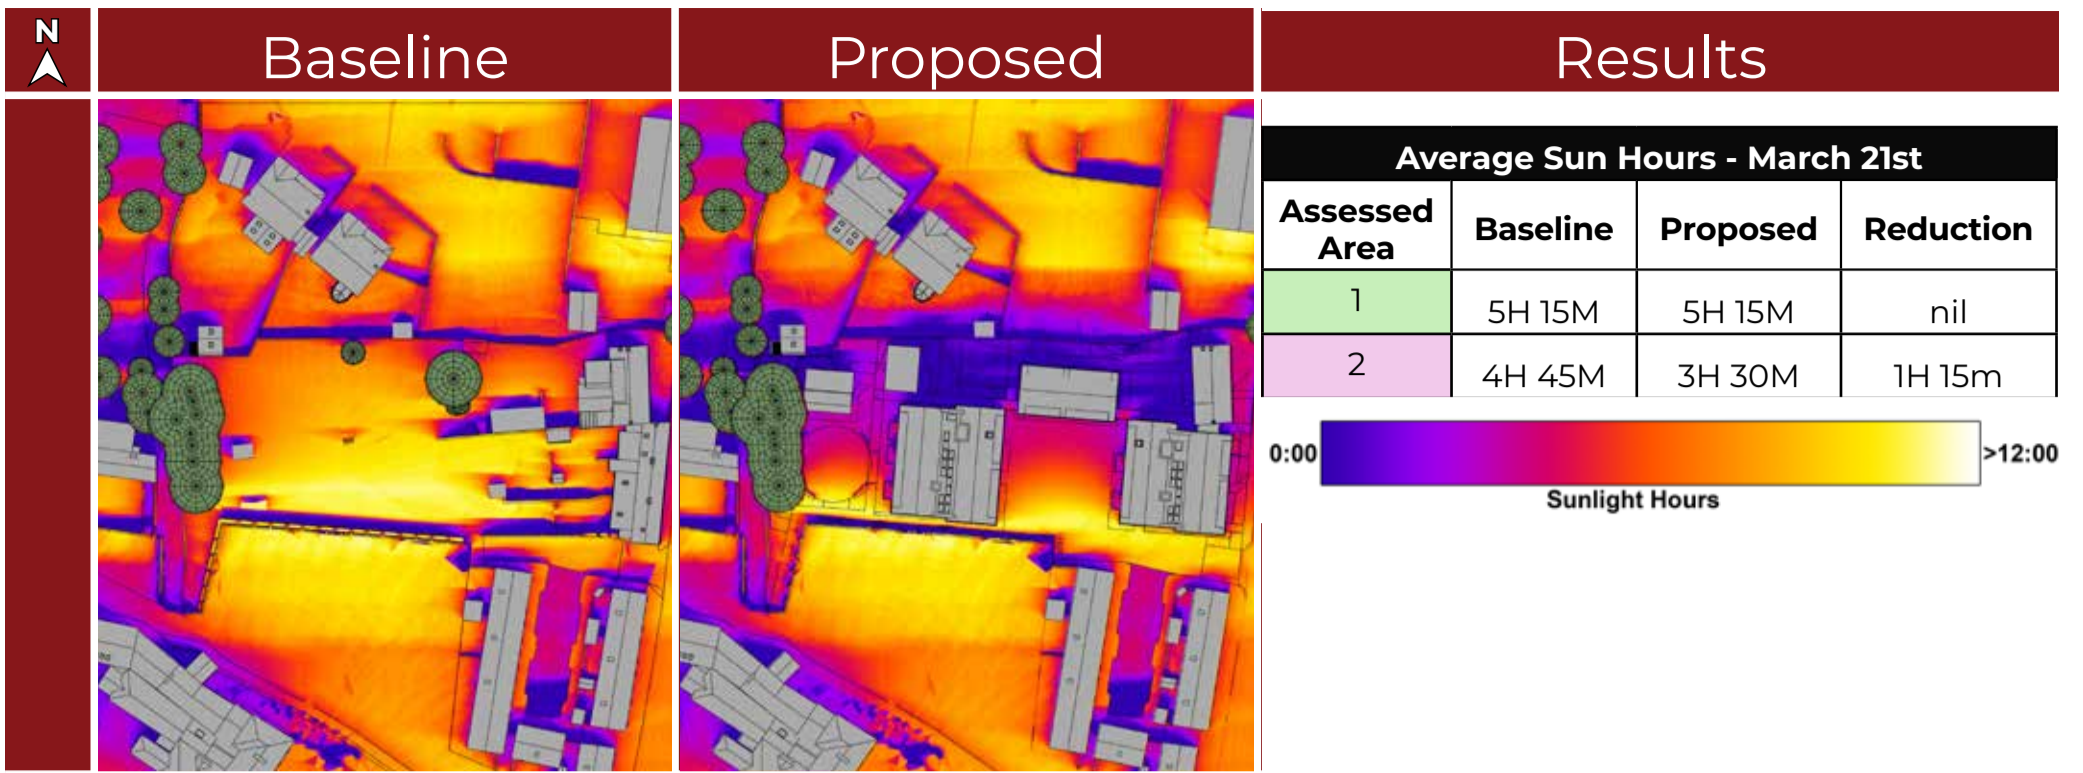 N
Baseline
Proposed
Results
Average Sun Hours - March 21st
Assessed Area
Baseline
Proposed
Reduction
1
5H 15M
5H 15M
nil
2
4H 45M
3H 30M
1H 15m
0:00
>12:00
Sunlight Hours